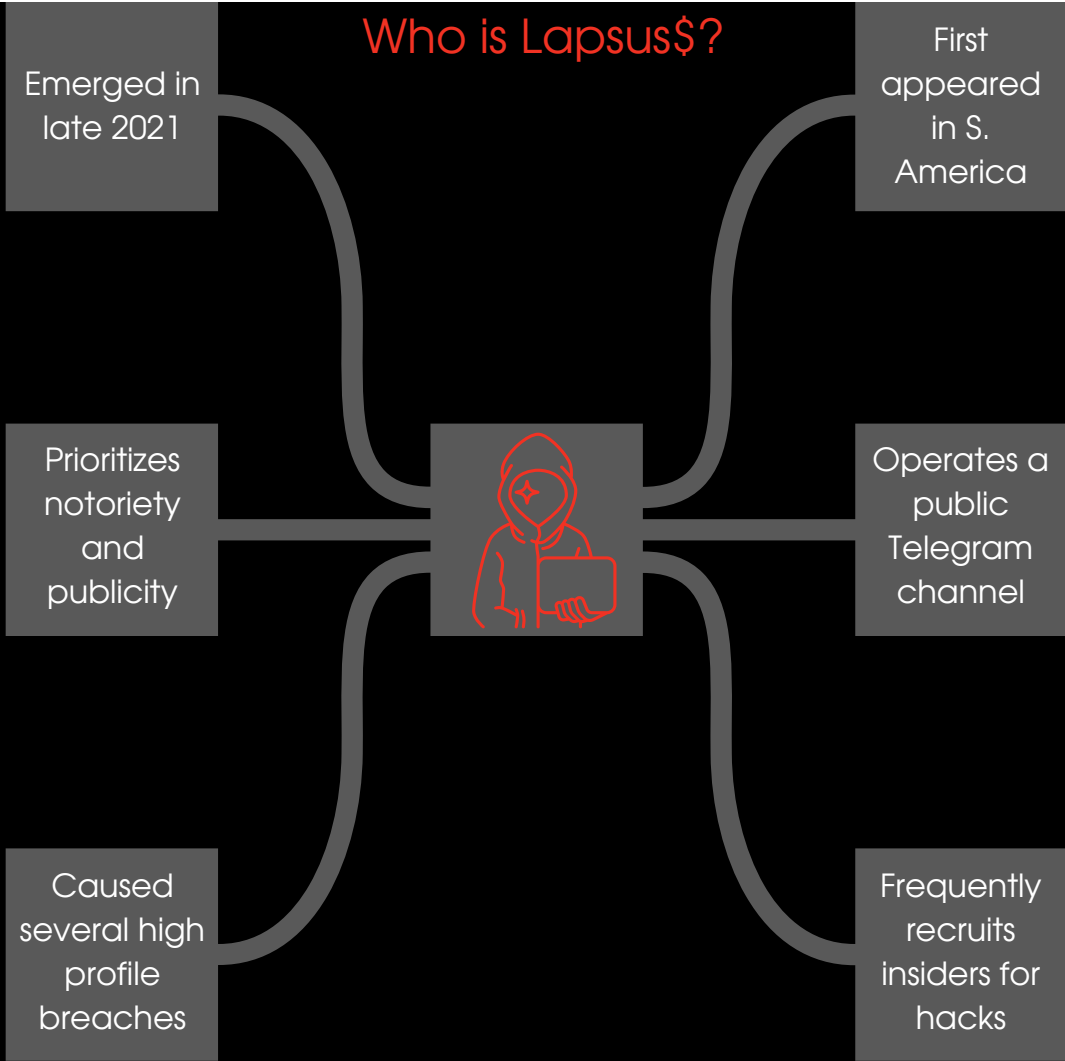 Who is Lapsus$?
Emerged in
late 2021
First
appeared
in S.
America
Prioritizes
notoriety
and
publicity
Operates a
public
Telegram
channel
Caused
several high
profile
breaches
Frequently
recruits
insiders for
hacks